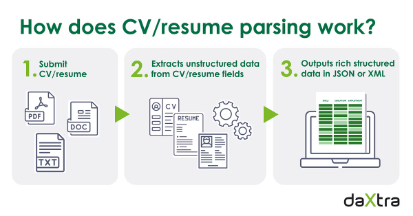 How does CV/resume parsing work?
1. Submit
CV/resume
PDF
DOC
TXT
2. Extracts unstructured data
from CV/resume fields
CV
RESUME
3. Outputs rich structured
data in JSON or XML
daXtra